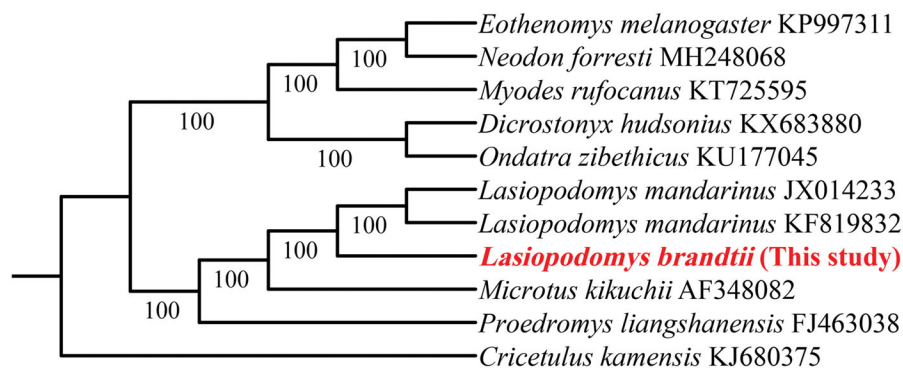 Eothenomys melanogaster KP997311
100
Neodon forresti MH248068
100
Myodes rufocanus KT725595
100
Dicrostonyx hudsonius KX683880
100
Ondatra zibethicus KU177045
Lasiopodomys mandarinus JX014233
100
Lasiopodomys mandarinus KF819832
100
Lasiopodomys brandtii (This study)
100
Microtus kikuchii AF348082
100
Proedromys liangshanensis FJ463038
Cricetulus kamensis KJ680375